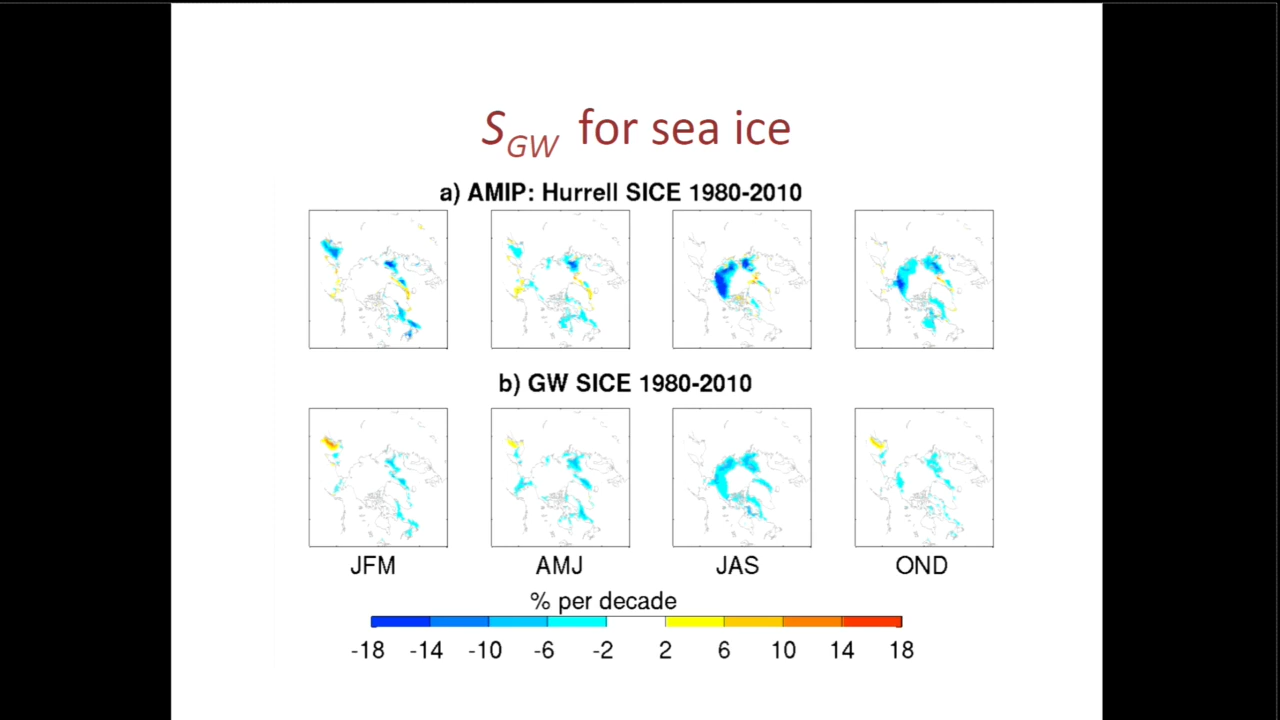 S_GW for sea ice
a) AMIP: Hurrell SICE 1980-2010
b) GW SICE 1980-2010
JFM AMJ JAS OND
% per decade
-18 -14 -10 -6 -2 2 6 10 14 18